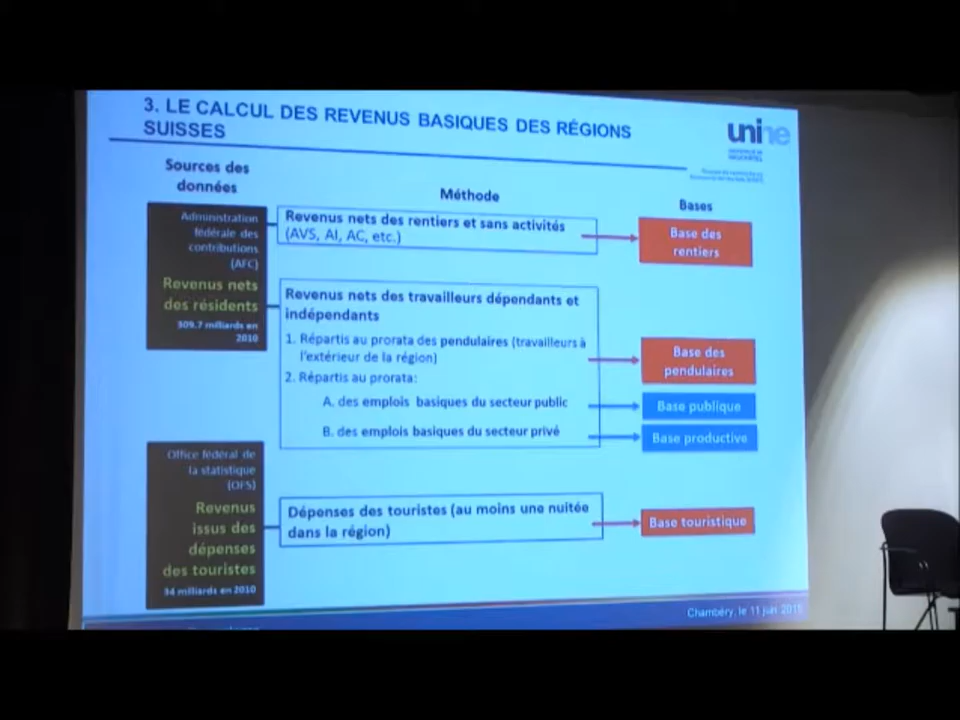 3. LE CALCUL DES REVENUS BASIQUES DES RÉGIONS
SUISSES
unine
UNIVERSITÉ DE
NEUCHÂTEL
Sources des
données
Méthode
Bases
Administration
fédérale des
contributions
(AFC)
Revenus nets
des résidents
309.7 milliards en
2010
Revenus nets des rentiers et sans activités
(AVS, AI, AC, etc.)
Base des
rentiers
Revenus nets des travailleurs dépendants et
indépendants
1. Répartis au prorata des pendulaires (travailleurs à
l'extérieur de la région)
Base des
pendulaires
2. Répartis au prorata:
A. des emplois basiques du secteur public
Base publique
B. des emplois basiques du secteur privé
Base productive
Office fédéral de
la statistique
(OFS)
Revenus
issus des
dépenses
des touristes
34 milliards en 2010
Dépenses des touristes (au moins une nuitée
dans la région)
Base touristique
Chambéry, le 11 juin